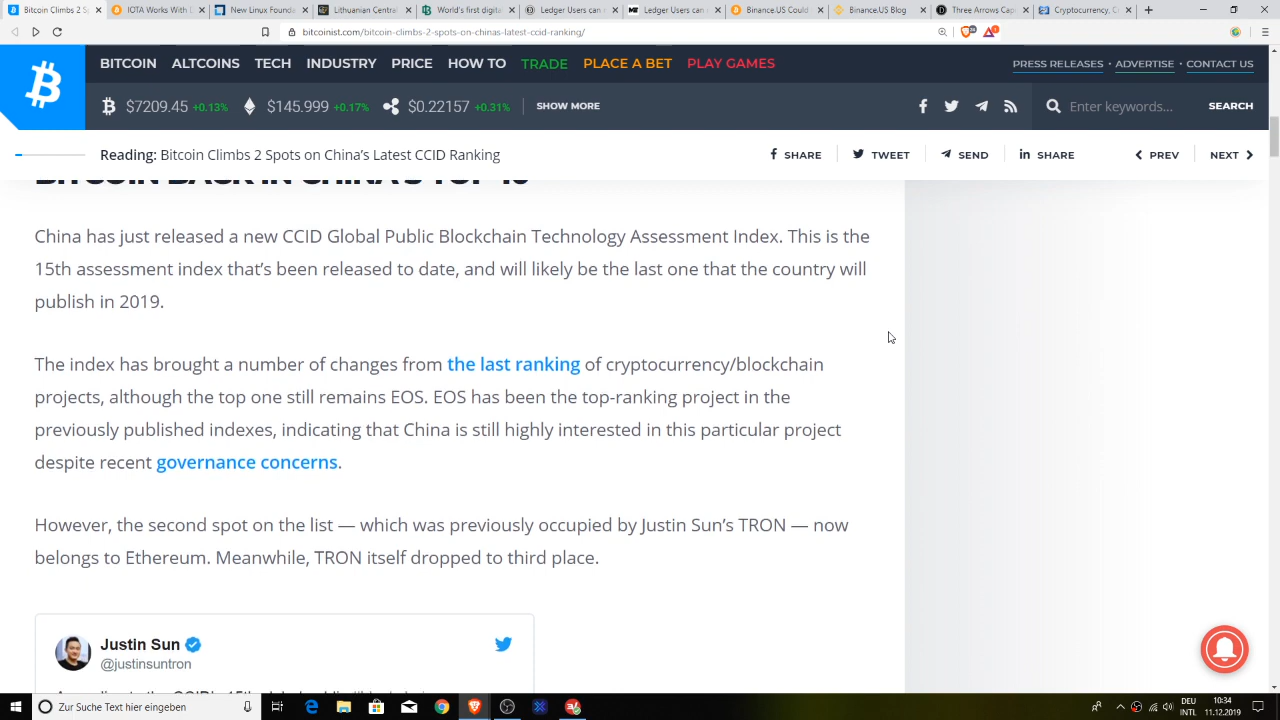 Bitcoin Climbs 2 S
IOTA Works With D
New Linux Founda
Lithuanian Central
World's first digital
Ledger Users can
Ledger Users can
Binance.US Could
Binance.US Blog
Three Arrows Cap
Cryptocurrency, C
bitcoinist.com/bitcoin-climbs-2-spots-on-chinas-latest-ccid-ranking/
BITCOIN ALTCOINS TECH INDUSTRY PRICE HOW TO TRADE PLACE A BET PLAY GAMES
PRESS RELEASES • ADVERTISE • CONTACT US
$7209.45 +0.13% $145.999 +0.17% $0.22157 +0.31% SHOW MORE
Enter keywords... SEARCH
Reading: Bitcoin Climbs 2 Spots on China's Latest CCID Ranking
SHARE TWEET SEND SHARE PREV NEXT
BITCOIN BACK IN CHINA'S TOP 10
China has just released a new CCID Global Public Blockchain Technology Assessment Index. This is the
15th assessment index that's been released to date, and will likely be the last one that the country will
publish in 2019.
The index has brought a number of changes from the last ranking of cryptocurrency/blockchain
projects, although the top one still remains EOS. EOS has been the top-ranking project in the
previously published indexes, indicating that China is still highly interested in this particular project
despite recent governance concerns.
However, the second spot on the list — which was previously occupied by Justin Sun's TRON — now
belongs to Ethereum. Meanwhile, TRON itself dropped to third place.
Justin Sun
@justinsuntron
Zur Suche Text hier eingeben
DEU
INTL
10:34
11.12.2019